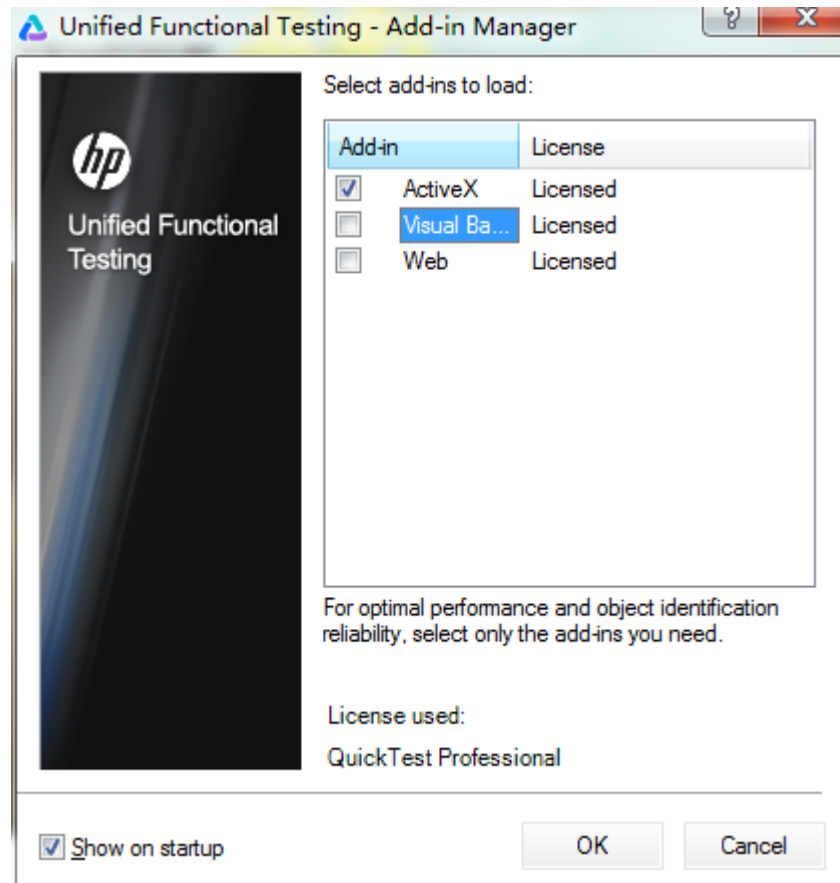 Unified Functional Testing - Add-in Manager
?
Select add-ins to load:
hp
Unified Functional
Testing
Add-in License
ActiveX Licensed
Visual Ba... Licensed
Web Licensed
For optimal performance and object identification
reliability, select only the add-ins you need.
License used:
QuickTest Professional
Show on startup
OK
Cancel